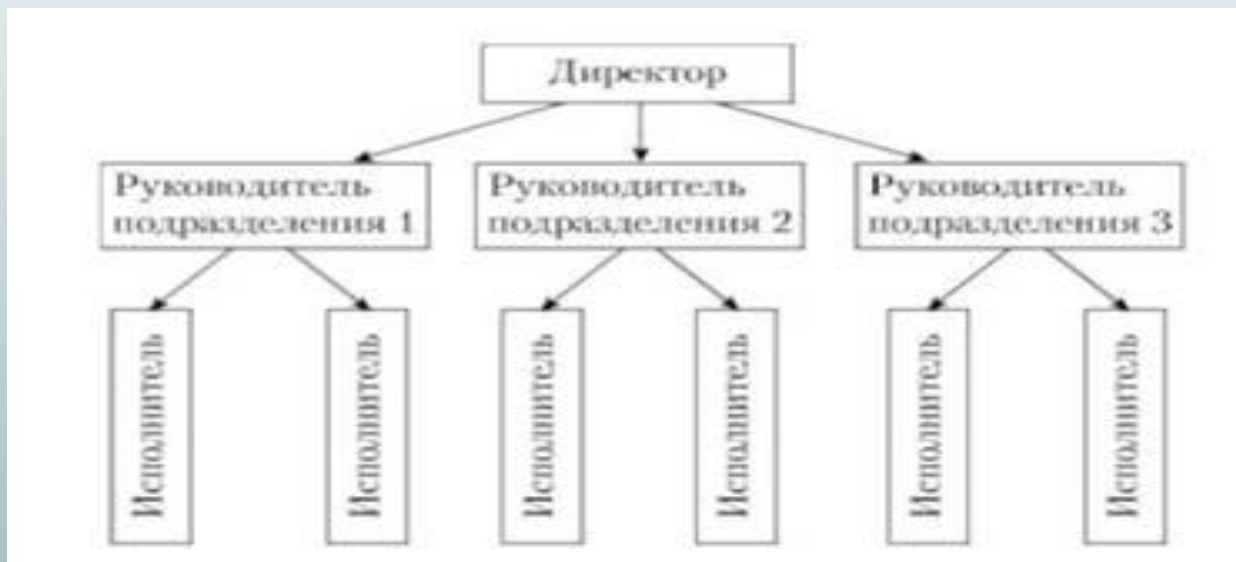 Директор
Руководитель
подразделения 1
Руководитель
подразделения 2
Руководитель
подразделения 3
Исполнитель
Исполнитель
Исполнитель
Исполнитель
Исполнитель
Исполнитель